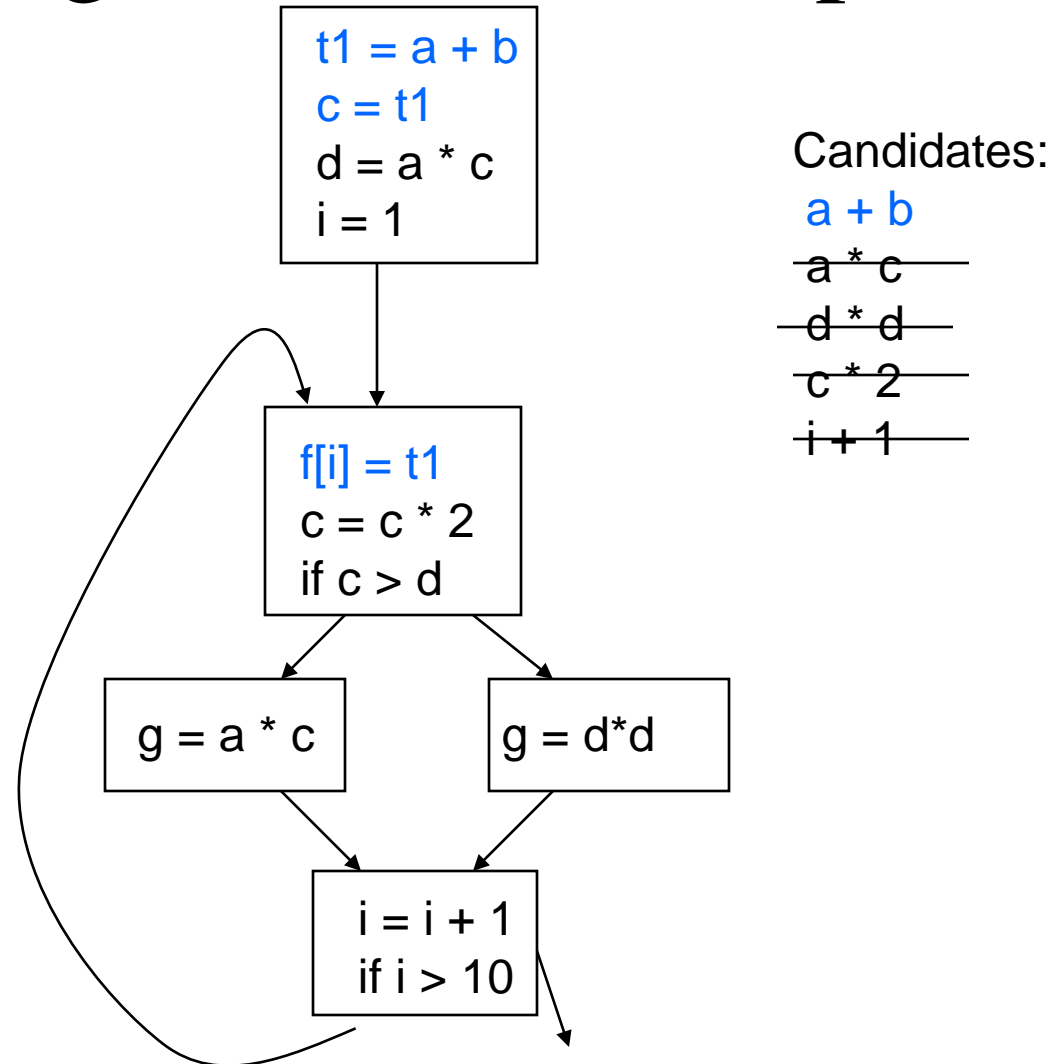 t1 = a + b
c = t1
d = a * c
i = 1
Candidates:
a + b
a * c
d * d
c * 2
i + 1
f[i] = t1
c = c * 2
if c > d
g = a * c
g = d*d
i = i + 1
if i > 10